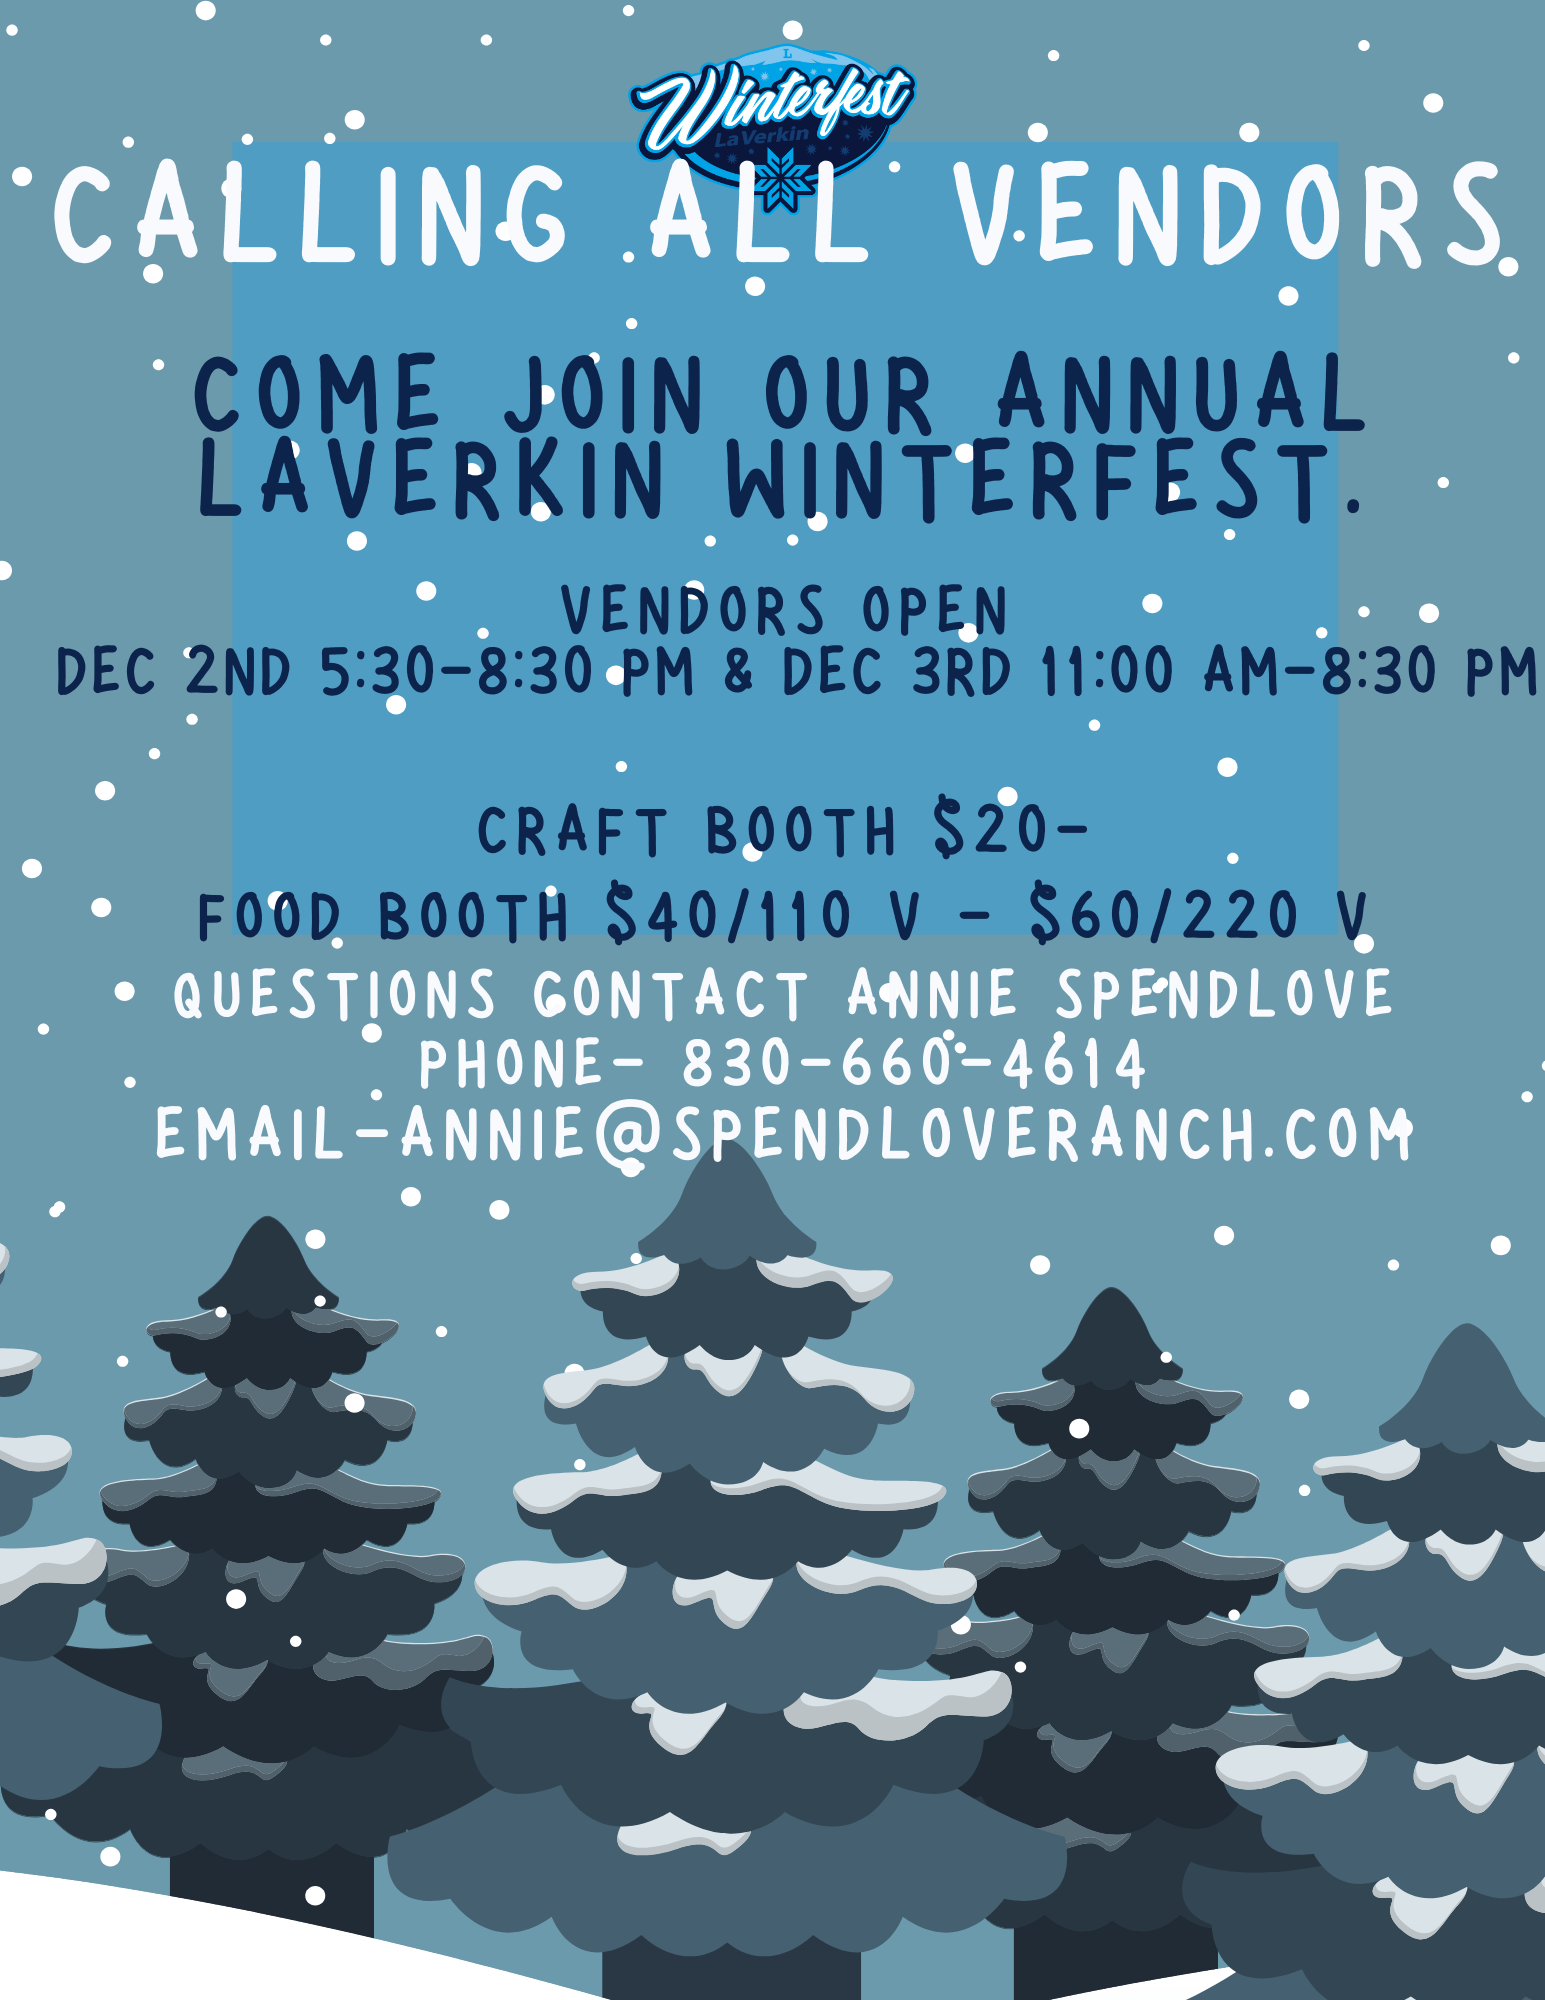 L
Winterfest
LaVerkin
CALLING ALL VENDORS
COME JOIN OUR ANNUAL
LAVERKIN WINTERFEST.
VENDORS OPEN
DEC 2ND 5:30-8:30 PM & DEC 3RD 11:00 AM-8:30 PM
CRAFT BOOTH $20-
FOOD BOOTH $40/110 V - $60/220 V
QUESTIONS CONTACT ANNIE SPENDLOVE
PHONE- 830-660-4614
EMAIL-ANNIE@SPENDLOVERANCH.COM